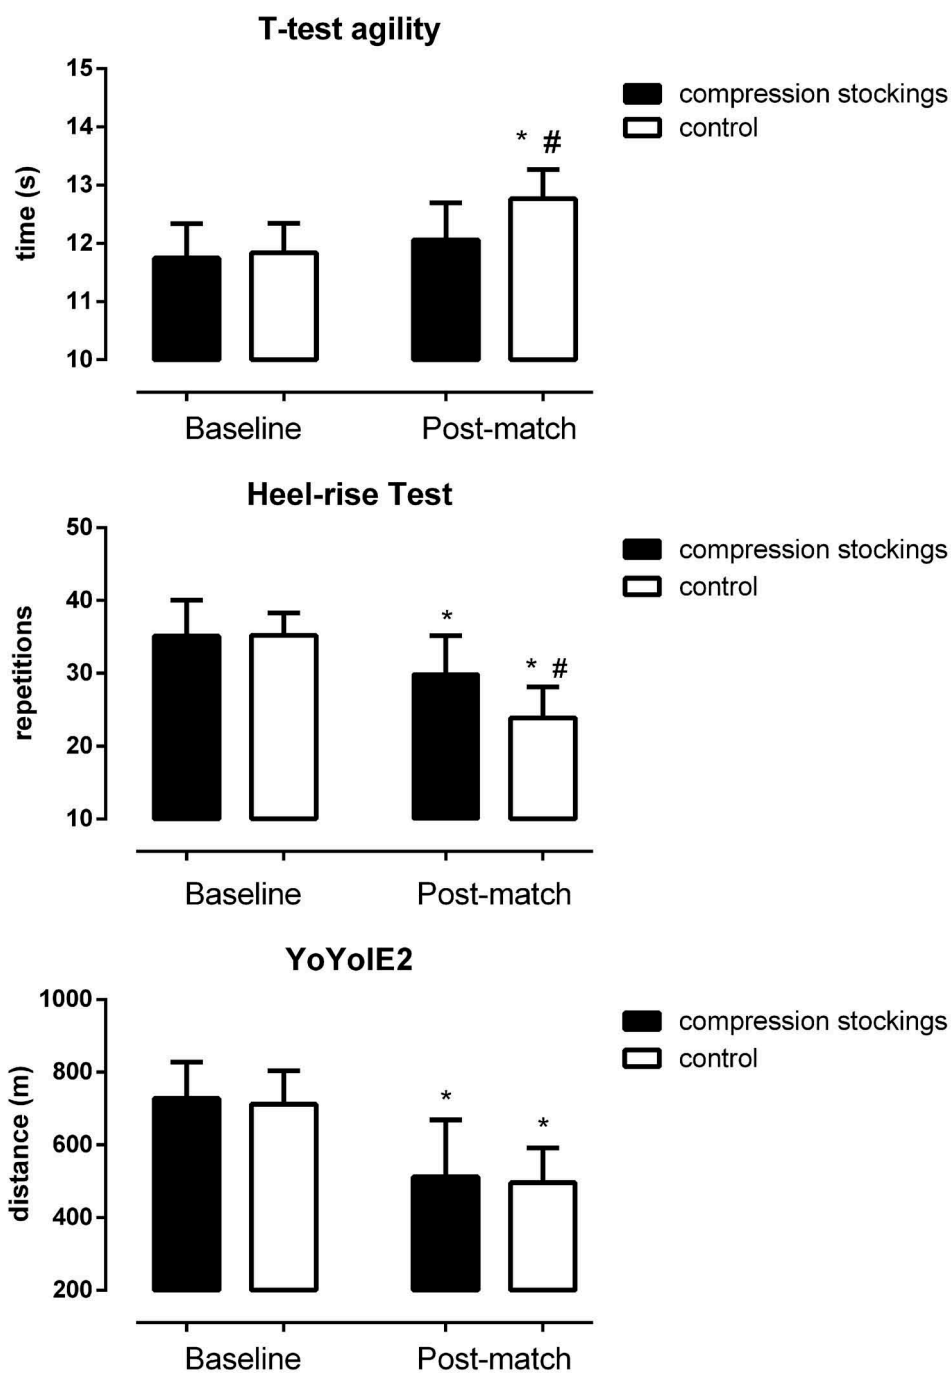 T-test agility
15
14
13
12
11
10
time (s)
* #
compression stockings
control
Baseline Post-match
Heel-rise Test
50
40
30
20
10
repetitions
*
* #
compression stockings
control
Baseline Post-match
YoYoIE2
1000
800
600
400
200
distance (m)
*
*
compression stockings
control
Baseline Post-match